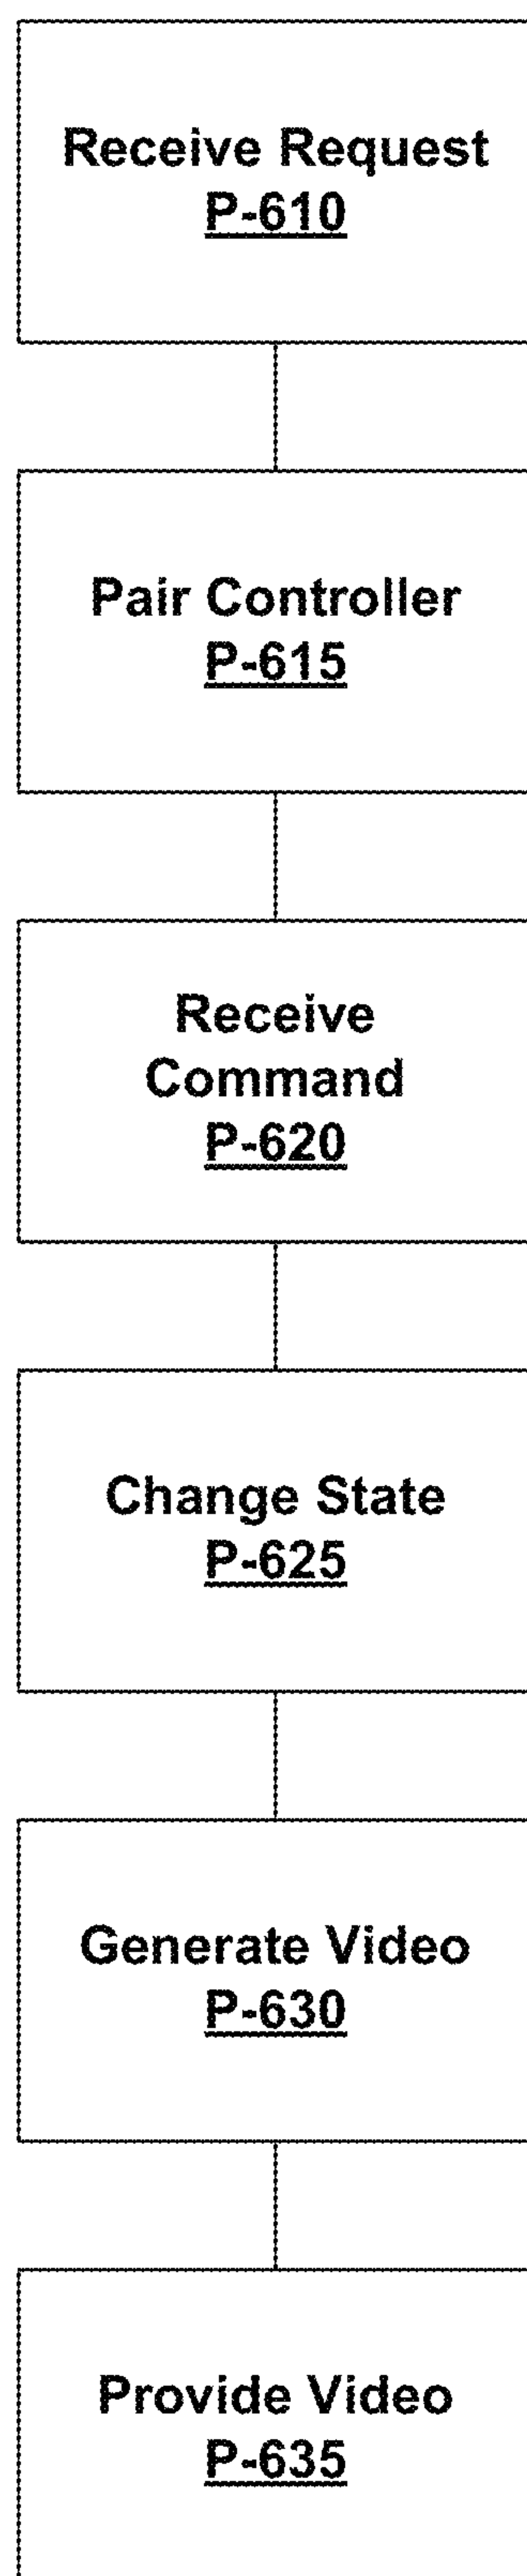 Receive Request
P-610
Pair Controller
P-615
Receive
Command
P-620
Change State
P-625
Generate Video
P-630
Provide Video
P-635